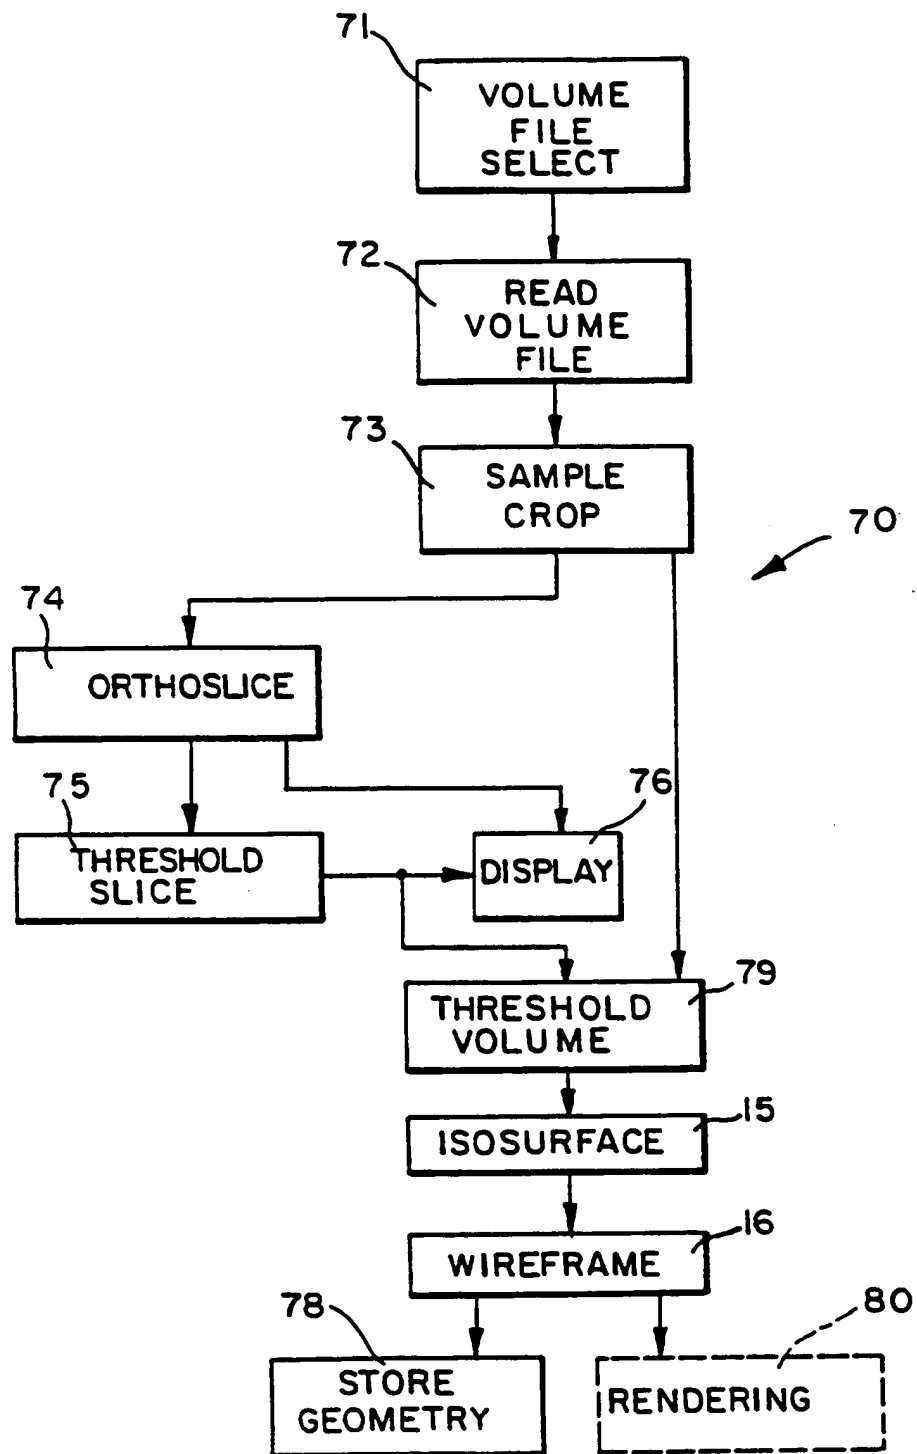 71
VOLUME
FILE
SELECT
72
READ
VOLUME
FILE
73
SAMPLE
CROP
70
74
ORTHOSLICE
75
THRESHOLD
SLICE
76
DISPLAY
79
THRESHOLD
VOLUME
15
ISOSURFACE
16
WIREFRAME
78
STORE
GEOMETRY
80
RENDERING